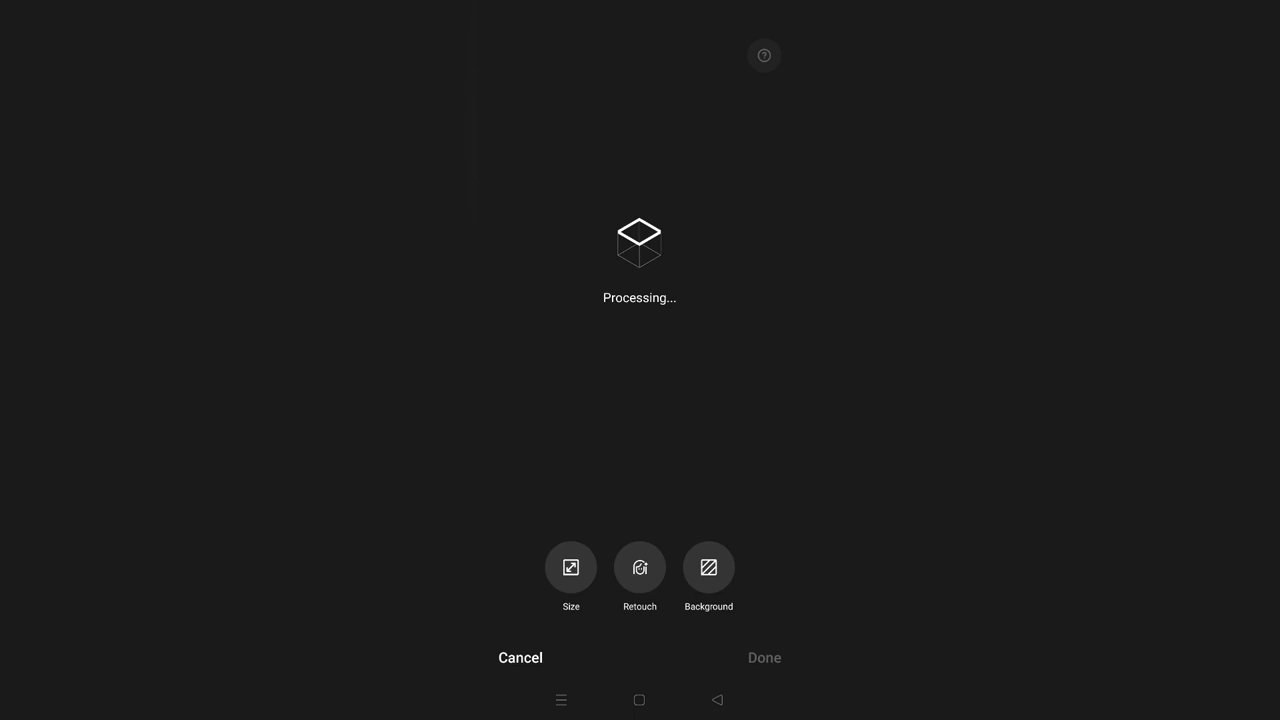 Processing...
Size
Retouch
Background
Cancel
Done